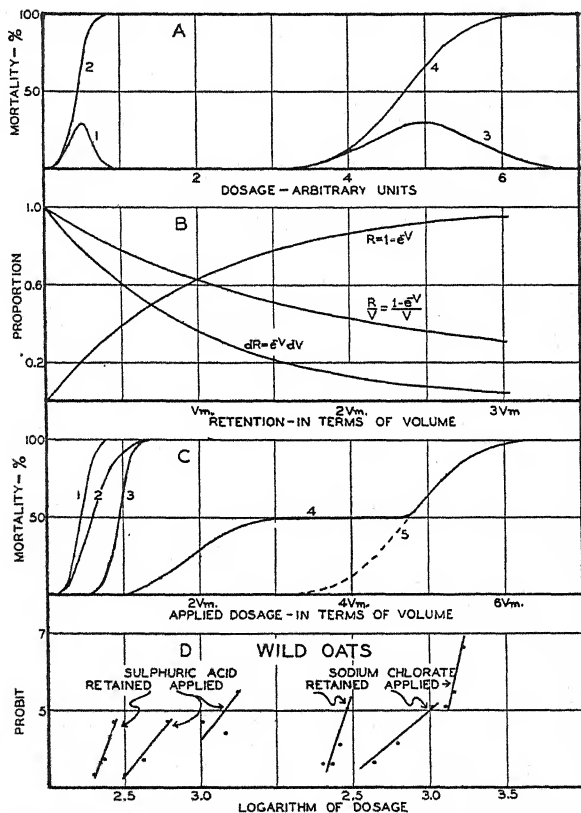 100
A
MORTALITY-%
2
4
50
1
3
2
4
6
DOSAGE-ARBITRARY UNITS
1.0
B
R=1-e^-V
PROPORTION
0.6
R/V = 1-e^-V/V
0.2
dR=e^-V dV
Vm.
2Vm.
3Vm
RETENTION-IN TERMS OF VOLUME
100
C
MORTALITY-%
1
2
3
50
4
5
2Vm.
4Vm.
6Vm.
APPLIED DOSAGE-IN TERMS OF VOLUME
7
D WILD OATS
SULPHURIC ACID
RETAINED APPLIED
SODIUM CHLORATE
RETAINED APPLIED
PROBIT
5
2.5
3.0
2.5
3.0
3.5
LOGARITHM OF DOSAGE